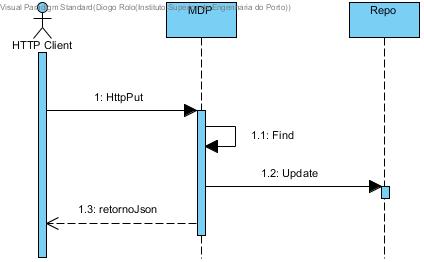 Visual Paradigm Standard(Diogo Rolo(Instituto Superior de Engenharia do Porto))
MDP
Repo
HTTP Client
1: HttpPut
1.1: Find
1.2: Update
1.3: retornoJson